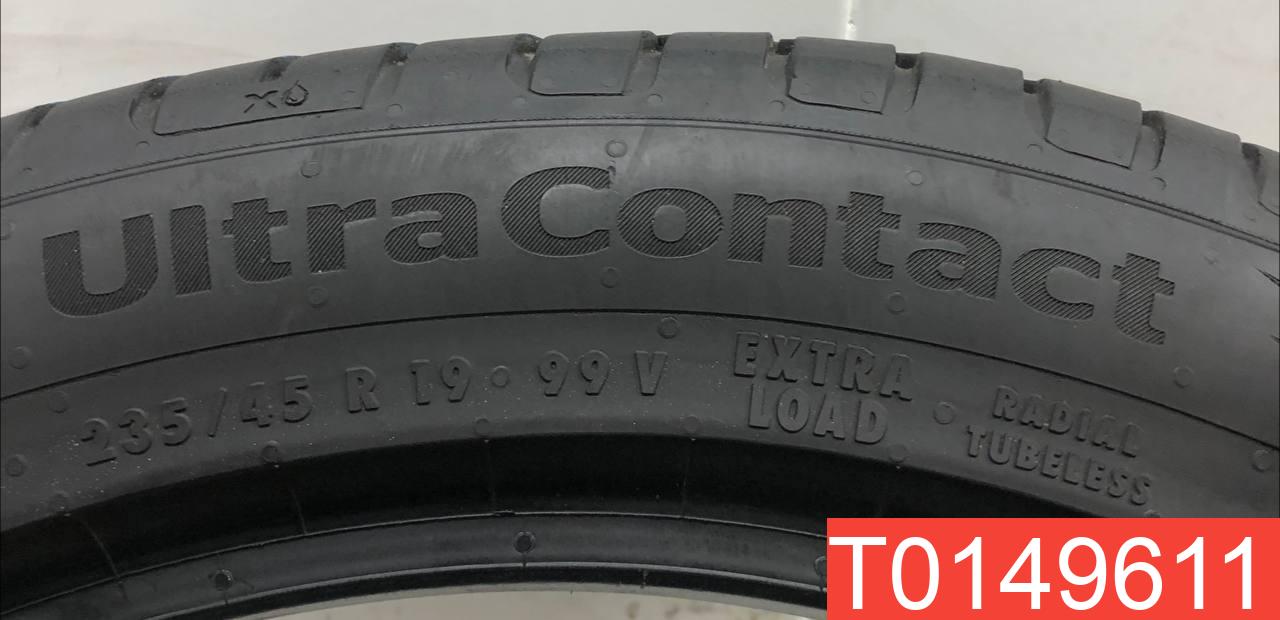 UltraContact
235/45 R 19 • 99 V
EXTRA
LOAD
RADIAL
TUBELESS
T0149611